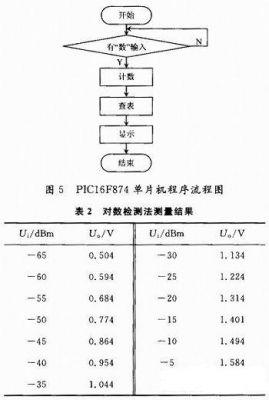 开始
有“数”输入
N
Y
计数
查表
显示
结束
图 5 PIC16F874 单片机程序流程图
表 2 对数检测法测量结果
Ui/dBm Uo/V Ui/dBm Uo/V
−65 0.504 −30 1.134
−60 0.594 −25 1.224
−55 0.684 −20 1.314
−50 0.774 −15 1.401
−45 0.864 −10 1.494
−40 0.954 −5 1.584
−35 1.044